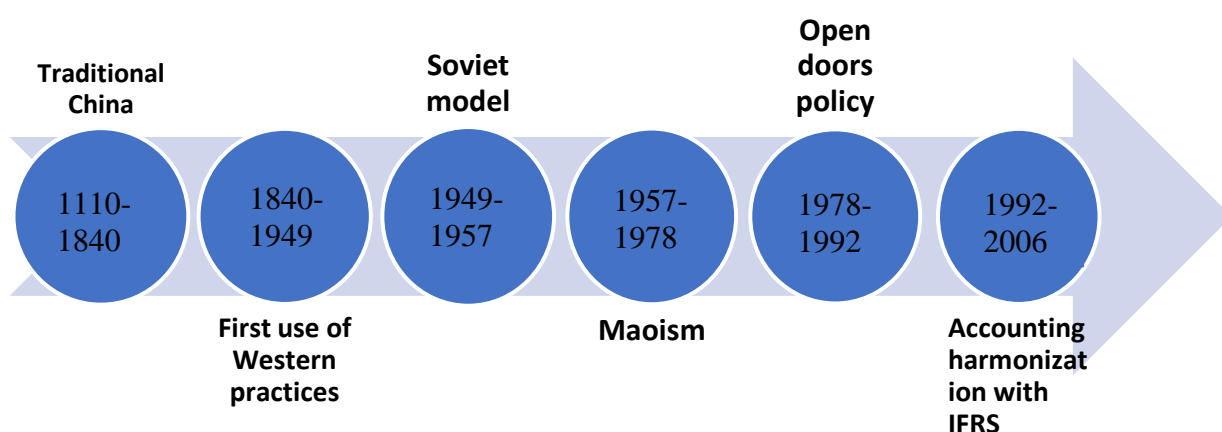 Traditional
China
1110-
1840
1840-
1949
First use of
Western
practices
Soviet
model
1949-
1957
1957-
1978
Maoism
Open
doors
policy
1978-
1992
1992-
2006
Accounting
harmonizat
ion with
IFRS